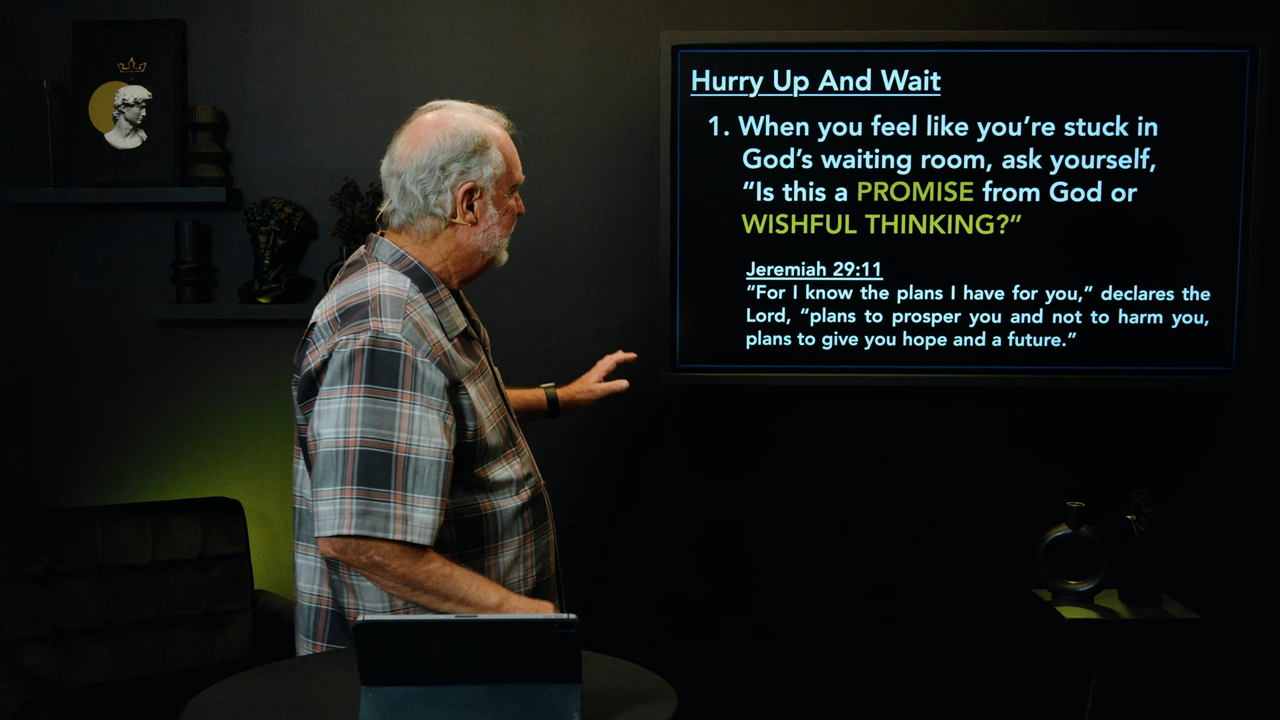 Hurry Up And Wait
1. When you feel like you’re stuck in
God’s waiting room, ask yourself,
“Is this a PROMISE from God or
WISHFUL THINKING?”
Jeremiah 29:11
“For I know the plans I have for you,” declares the
Lord, “plans to prosper you and not to harm you,
plans to give you hope and a future.”